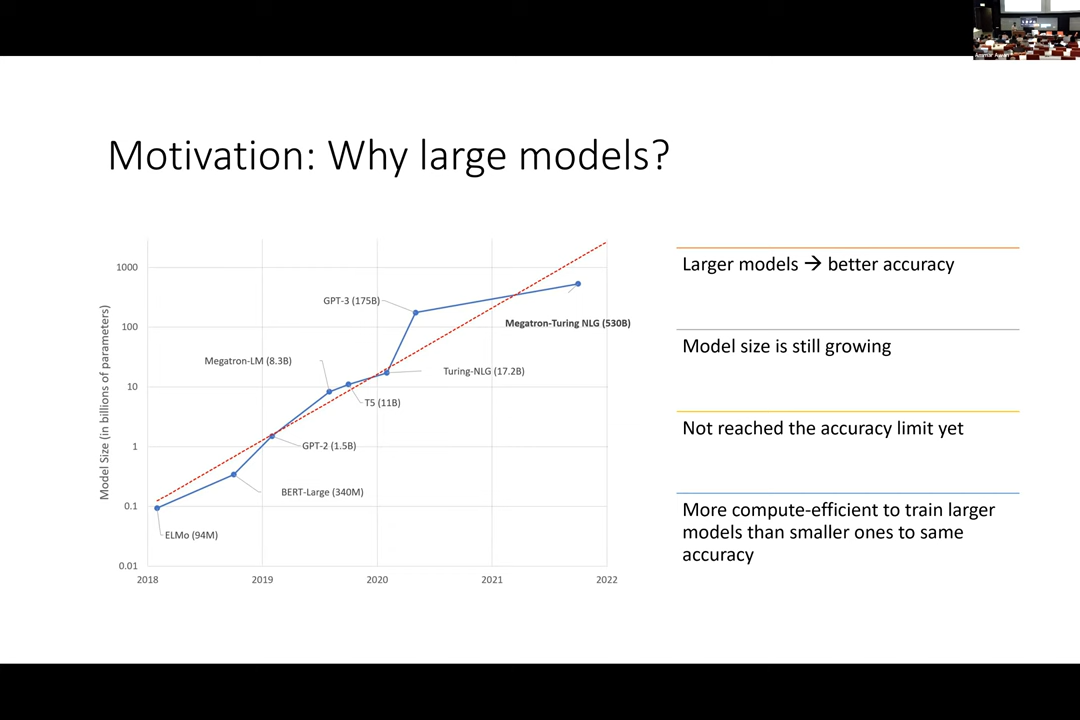 Ammar Awan
Motivation: Why large models?
Model Size (in billions of parameters)
1000
100
10
1
0.1
0.01
2018
2019
2020
2021
2022
ELMo (94M)
BERT-Large (340M)
GPT-2 (1.5B)
Megatron-LM (8.3B)
T5 (11B)
Turing-NLG (17.2B)
GPT-3 (175B)
Megatron-Turing NLG (530B)
Larger models → better accuracy
Model size is still growing
Not reached the accuracy limit yet
More compute-efficient to train larger
models than smaller ones to same
accuracy